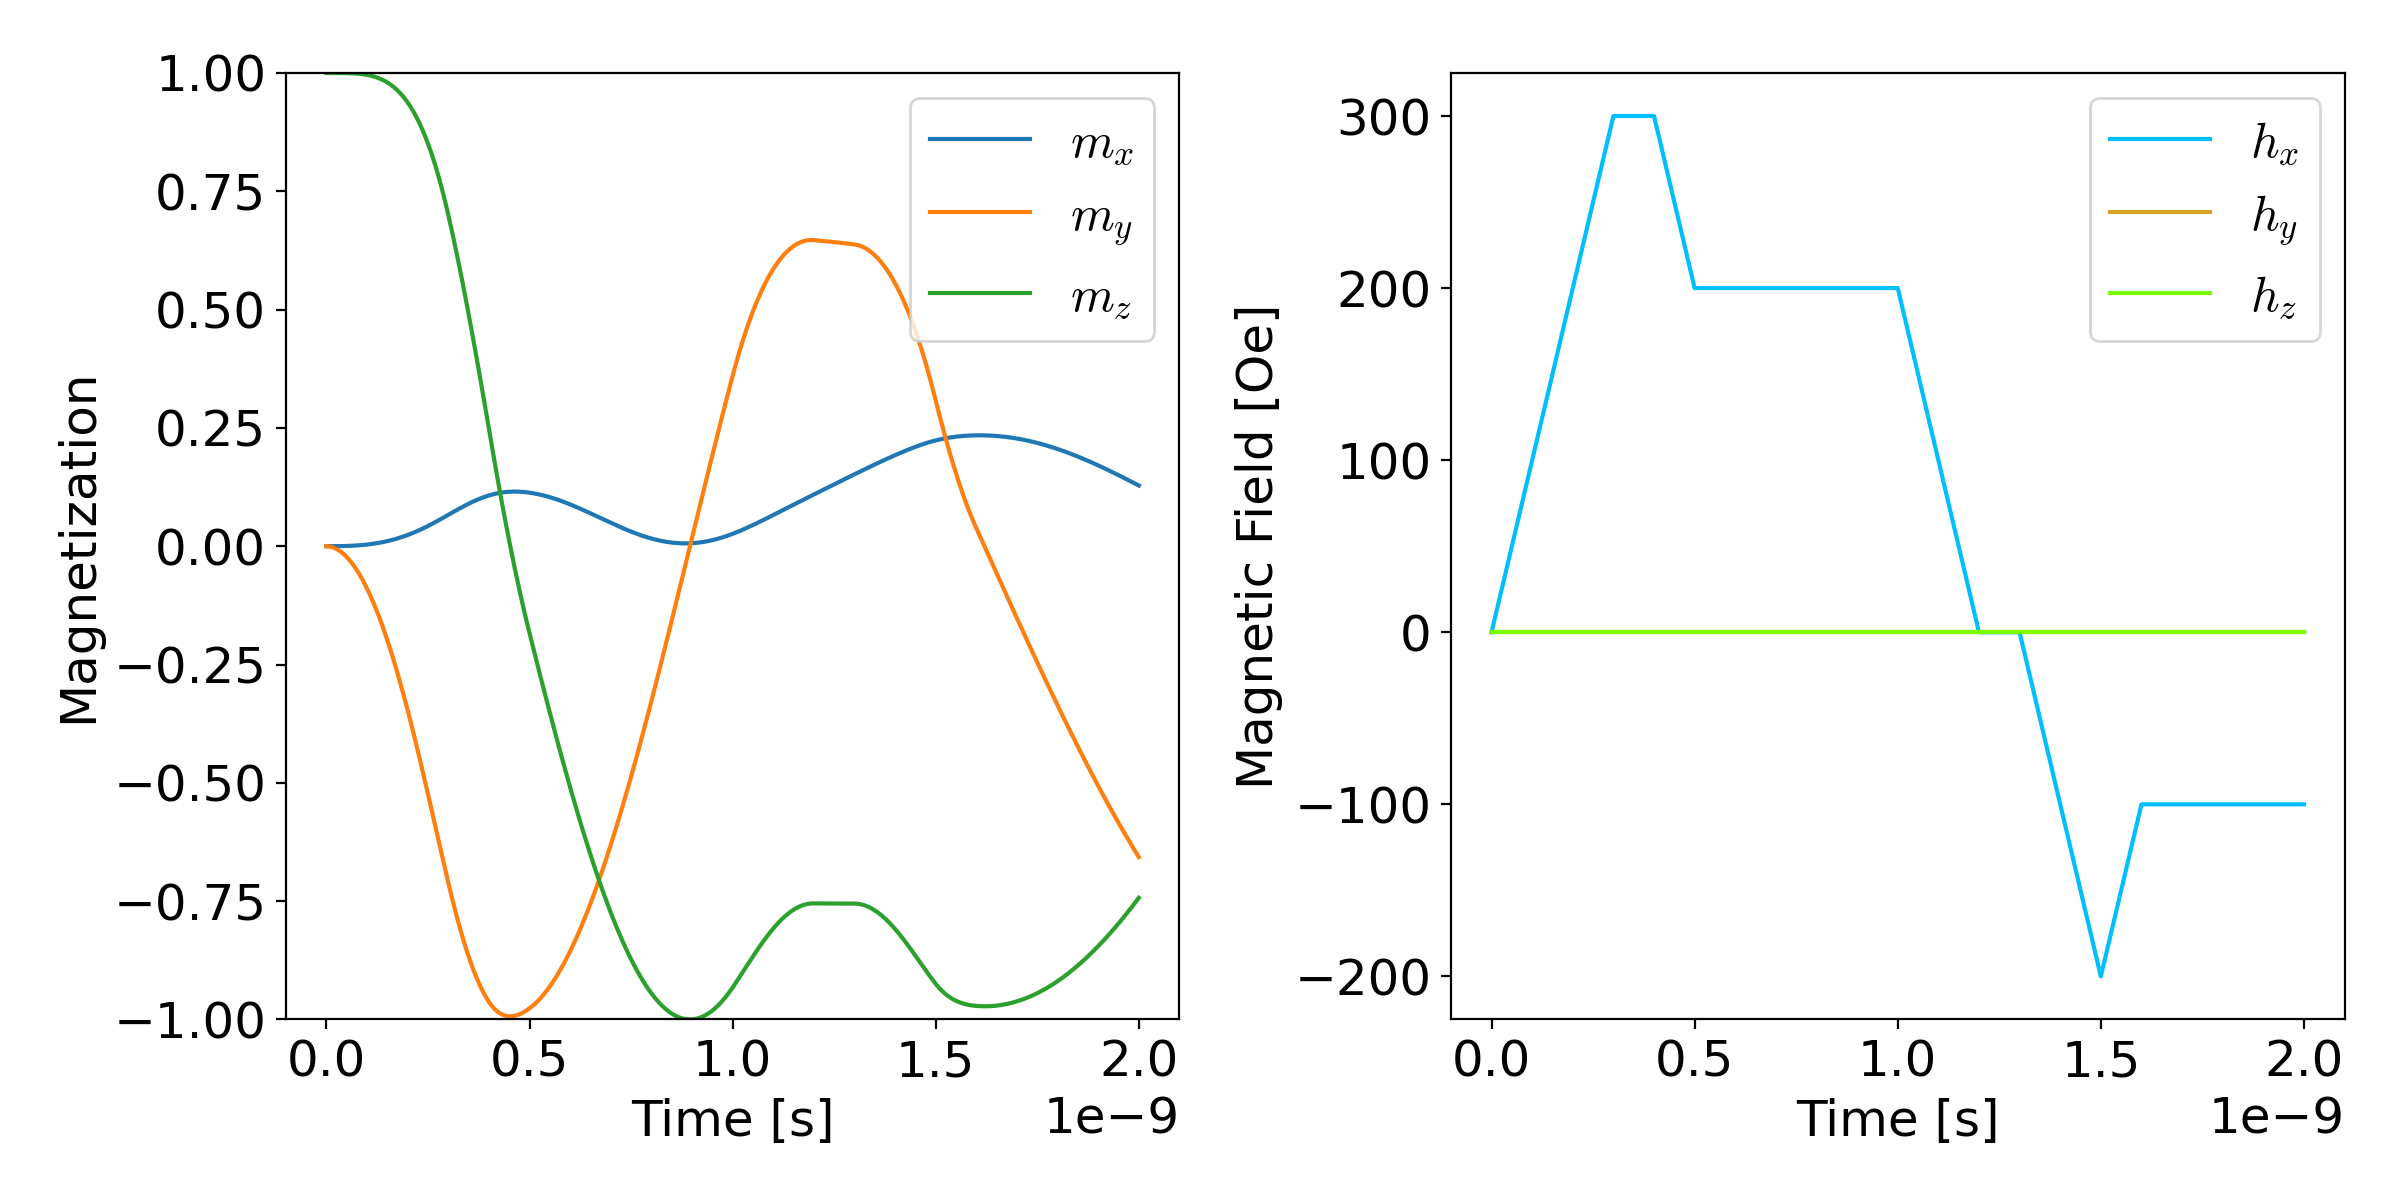 Magnetization
1.00
0.75
0.50
0.25
0.00
−0.25
−0.50
−0.75
−1.00
m_x
m_y
m_z
0.0 0.5 1.0 1.5 2.0
Time [s] 1e−9
Magnetic Field [Oe]
300
200
100
0
−100
−200
h_x
h_y
h_z
0.0 0.5 1.0 1.5 2.0
Time [s] 1e−9